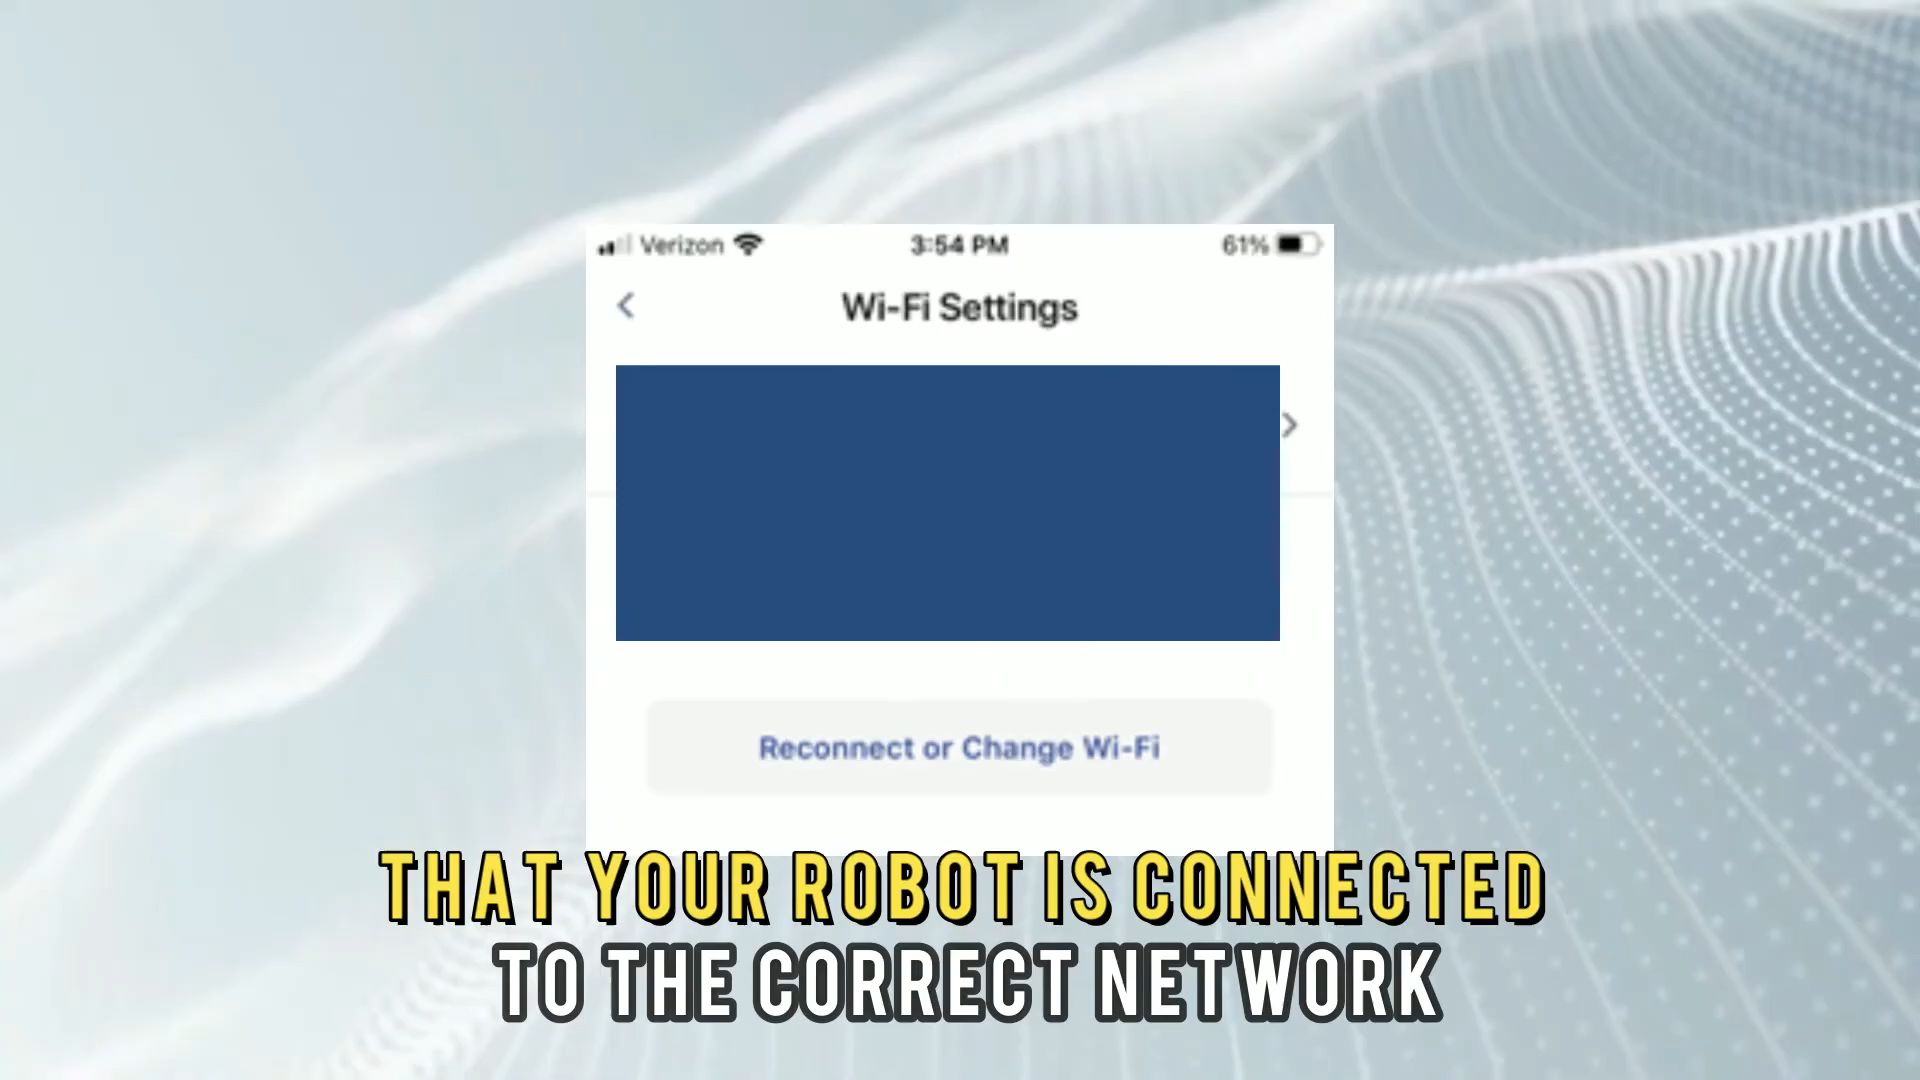 Verizon 3:54 PM 61%
Wi-Fi Settings
Reconnect or Change Wi-Fi
THAT YOUR ROBOT IS CONNECTED
TO THE CORRECT NETWORK